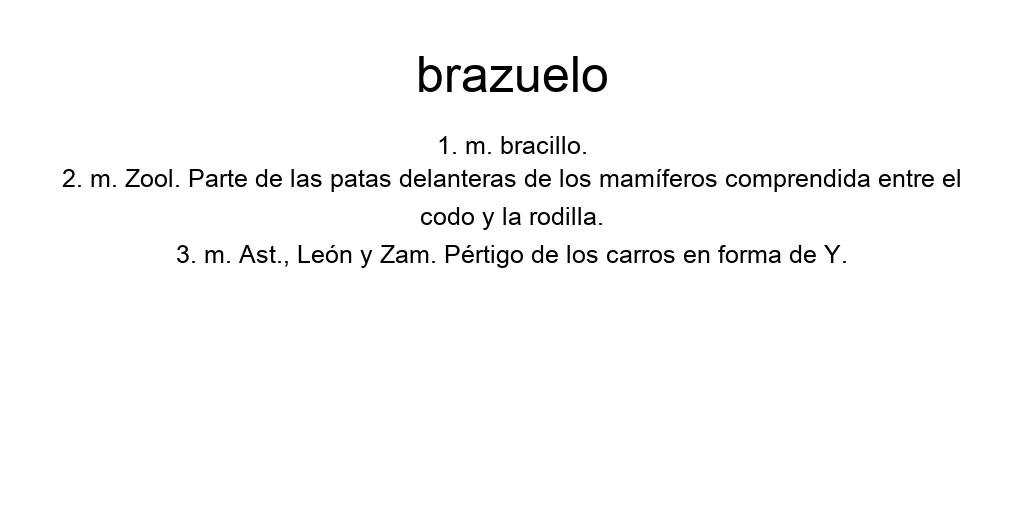 brazuelo
1. m. bracillo.
2. m. Zool. Parte de las patas delanteras de los mamíferos comprendida entre el
codo y la rodilla.
3. m. Ast., León y Zam. Pértigo de los carros en forma de Y.